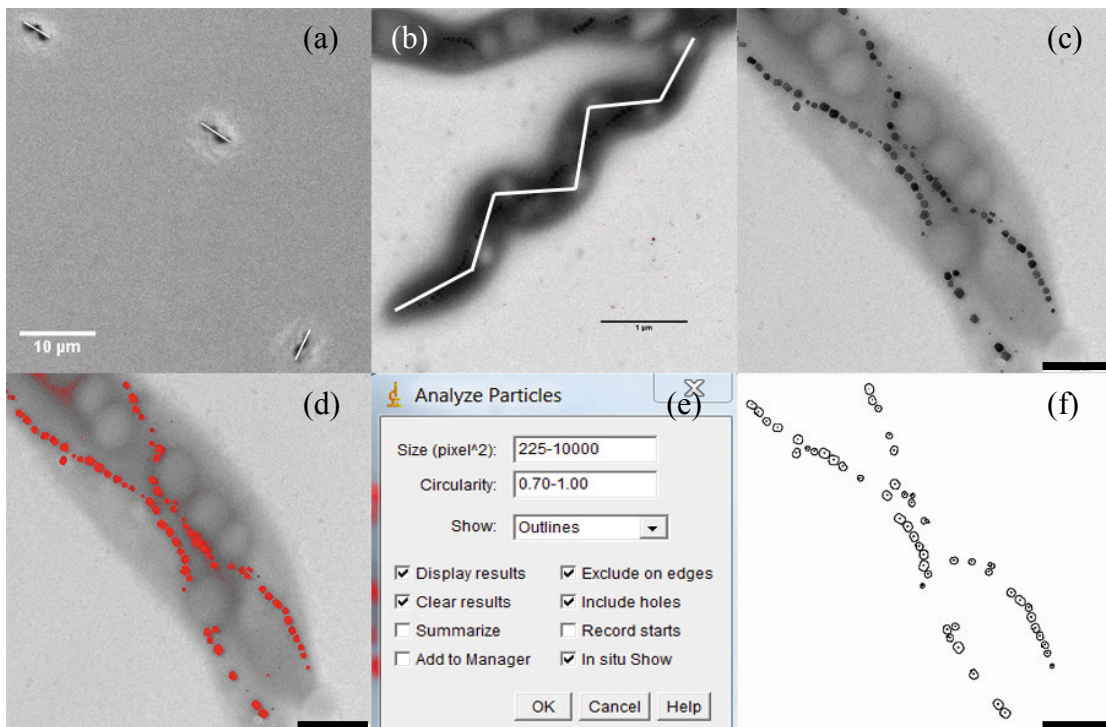 (a)
10 µm
(b)
1 µm
(c)
(d)
Analyze Particles
(e)
Size (pixel^2): 225-10000
Circularity: 0.70-1.00
Show: Outlines
Display results Exclude on edges
Clear results Include holes
Summarize Record starts
Add to Manager In situ Show
OK Cancel Help
(f)